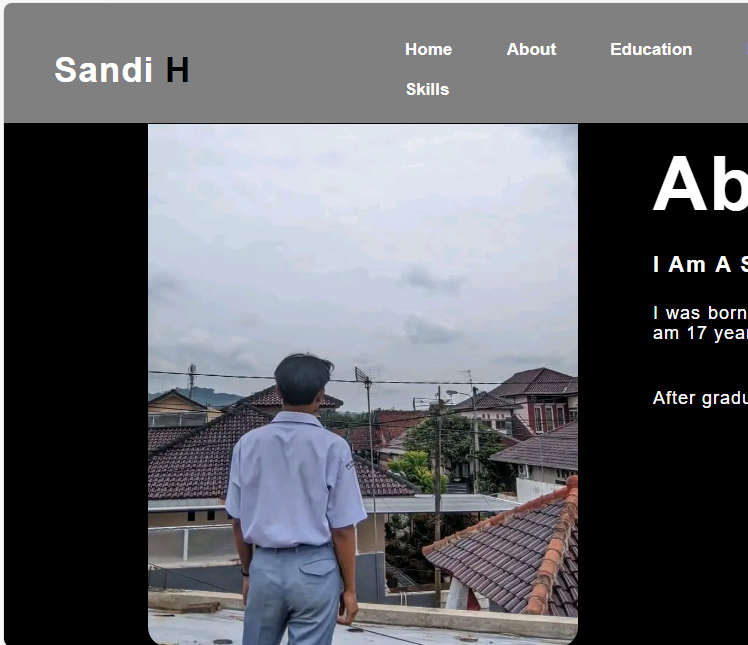 Sandi H
Home About Education
Skills
Ab
I Am A S
I was born
am 17 year
After gradu